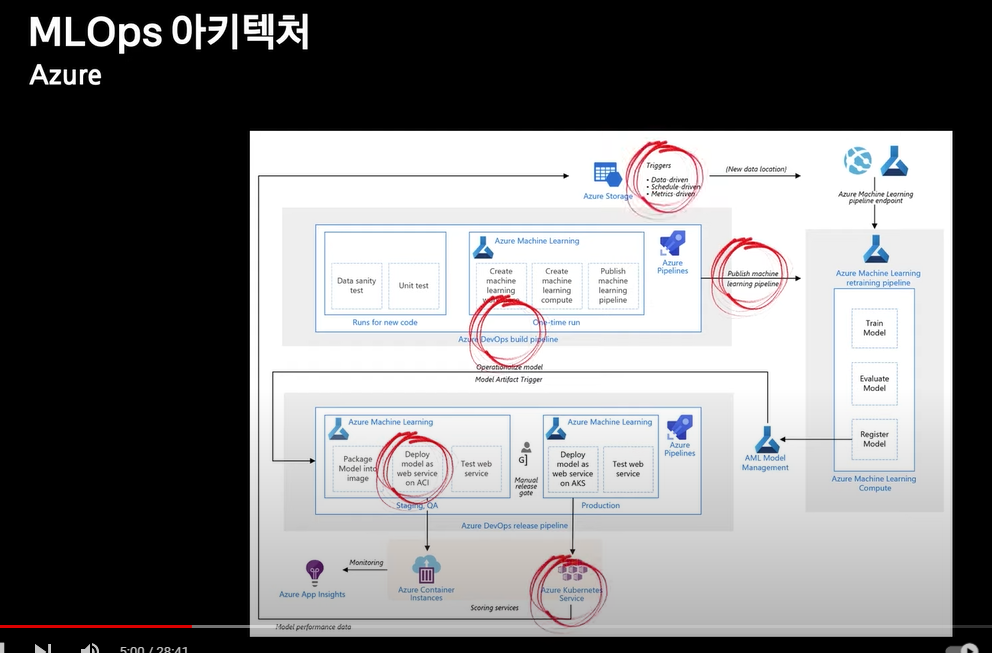 MLOps 아키텍처
Azure
Triggers
• Data-driven
• Schedule-driven
• Metrics-driven
Azure Storage
(New data location)
Azure Machine Learning
pipeline endpoint
Azure Machine Learning
Azure
Pipelines
Data sanity
test
Unit test
Create
machine
learning
Create
machine
learning
compute
Publish
machine
learning
pipeline
Runs for new code
One-time run
Azure DevOps build pipeline
Publish machine
learning pipeline
Azure Machine Learning
retraining pipeline
Train
Model
Evaluate
Model
Register
Model
Azure Machine Learning
Compute
Operationalize model
Model Artifact Trigger
AML Model
Management
Azure Machine Learning
Package
Model into
image
Deploy
model as
web service
on ACI
Test web
service
Staging, QA
G]
Manual
release
gate
Azure Machine Learning
Deploy
model as
web service
on AKS
Test web
service
Production
Azure
Pipelines
Azure DevOps release pipeline
Monitoring
Azure App Insights
Azure Container
Instances
Azure Kubernetes
Service
Scoring services
Model performance data
5:00 / 28:41